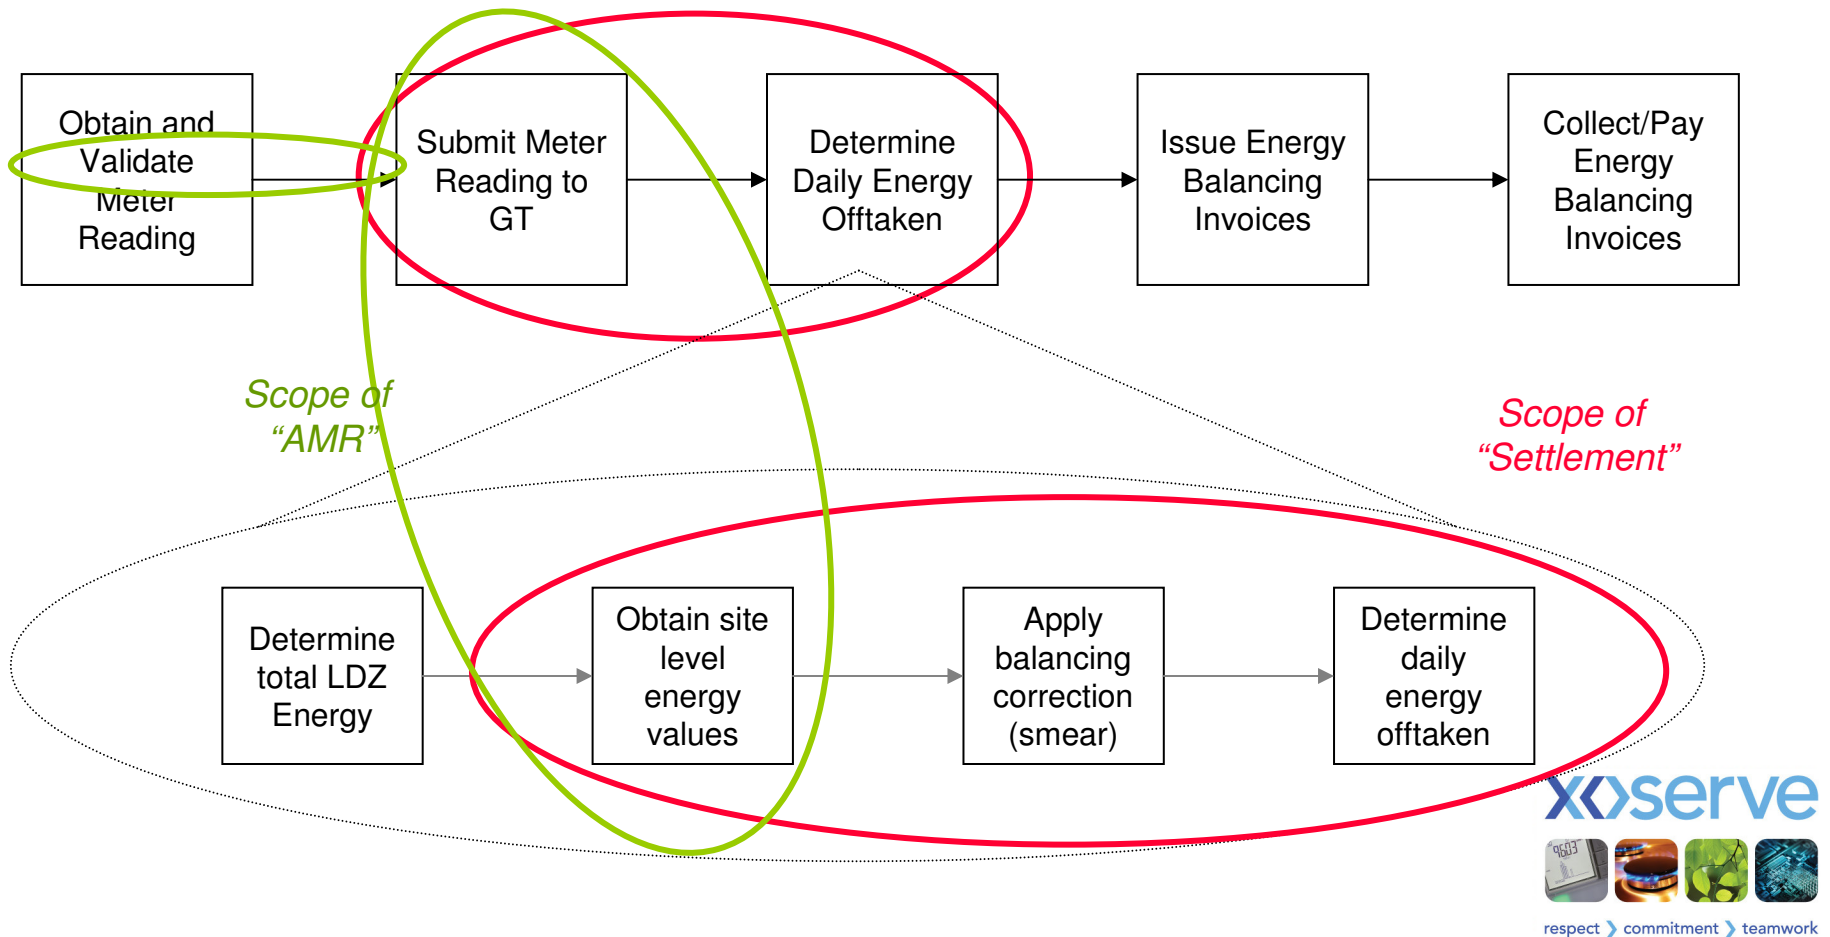 Obtain and
Validate
Meter
Reading
Submit Meter
Reading to
GT
Determine
Daily Energy
Offtaken
Issue Energy
Balancing
Invoices
Collect/Pay
Energy
Balancing
Invoices
Scope of
“AMR”
Scope of
“Settlement”
Determine
total LDZ
Energy
Obtain site
level
energy
values
Apply
balancing
correction
(smear)
Determine
daily
energy
offtaken
xoserve
9603
respect › commitment › teamwork